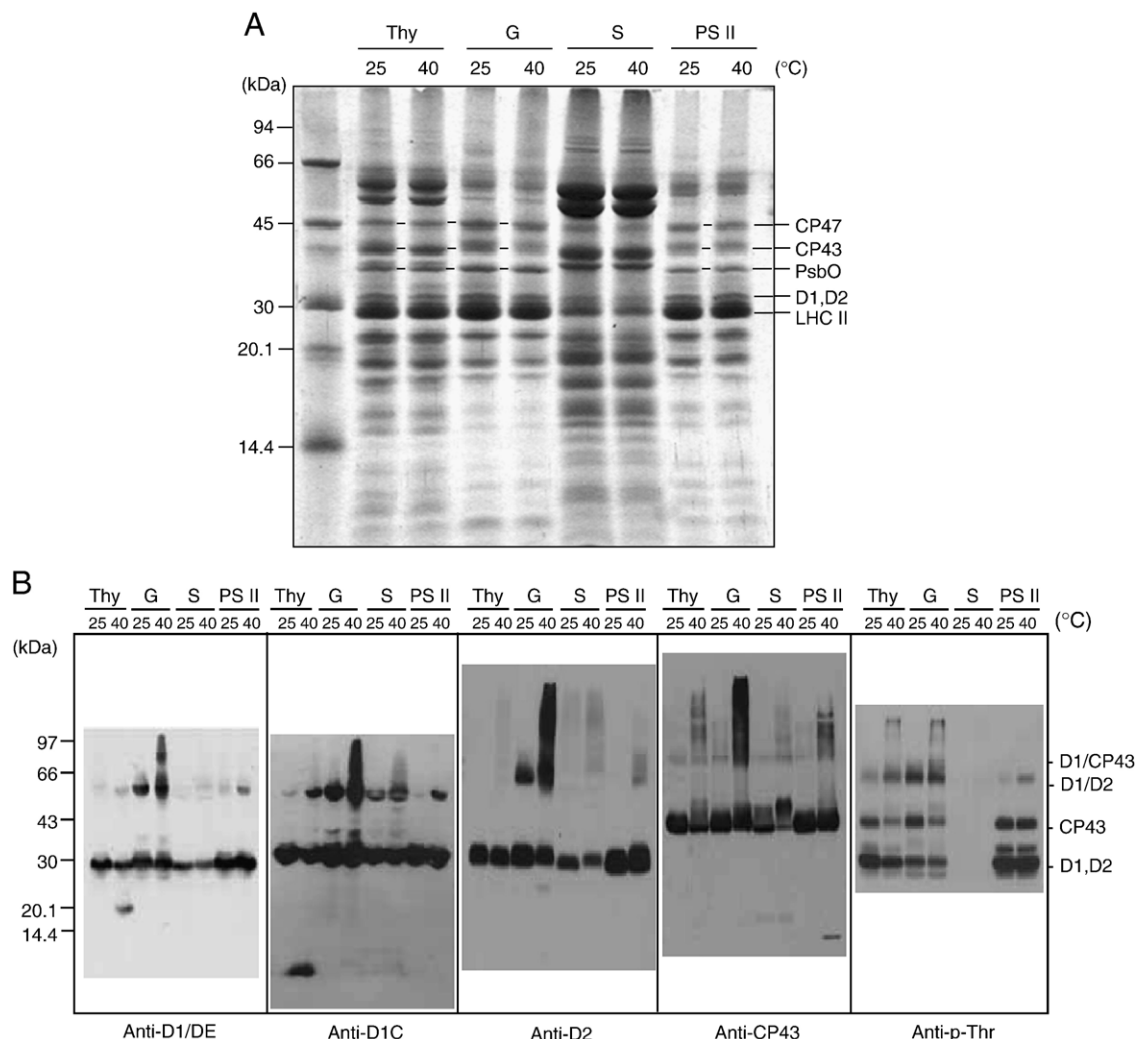 A
Thy G S PS II
(kDa) 25 40 25 40 25 40 25 40 (°C)
94
66
45 CP47
CP43
PsbO
30 D1,D2
LHC II
20.1
14.4
B
Thy G S PS II Thy G S PS II Thy G S PS II Thy G S PS II Thy G S PS II
25 40 25 40 25 40 25 40 25 40 25 40 25 40 25 40 25 40 25 40 25 40 25 40 25 40 25 40 25 40 25 40 25 40 25 40 25 40 25 40 (°C)
(kDa)
97
D1/CP43
66
D1/D2
43 CP43
30 D1,D2
20.1
14.4
Anti-D1/DE Anti-D1C Anti-D2 Anti-CP43 Anti-p-Thr